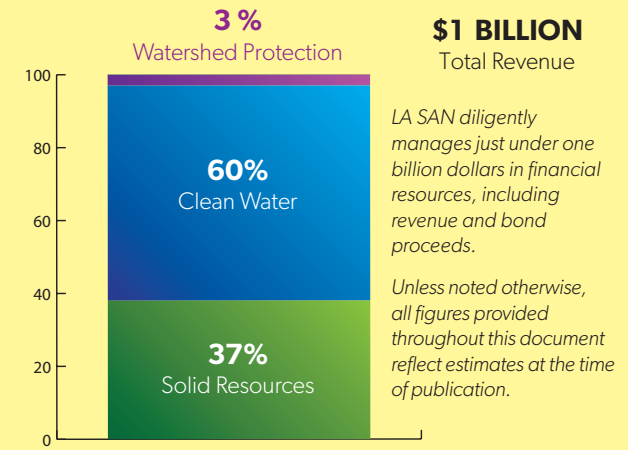 3 %
Watershed Protection
$1 BILLION
Total Revenue
100
80
60
40
20
0
60%
Clean Water
37%
Solid Resources
LA SAN diligently
manages just under one
billion dollars in financial
resources, including
revenue and bond
proceeds.
Unless noted otherwise,
all figures provided
throughout this document
reflect estimates at the time
of publication.